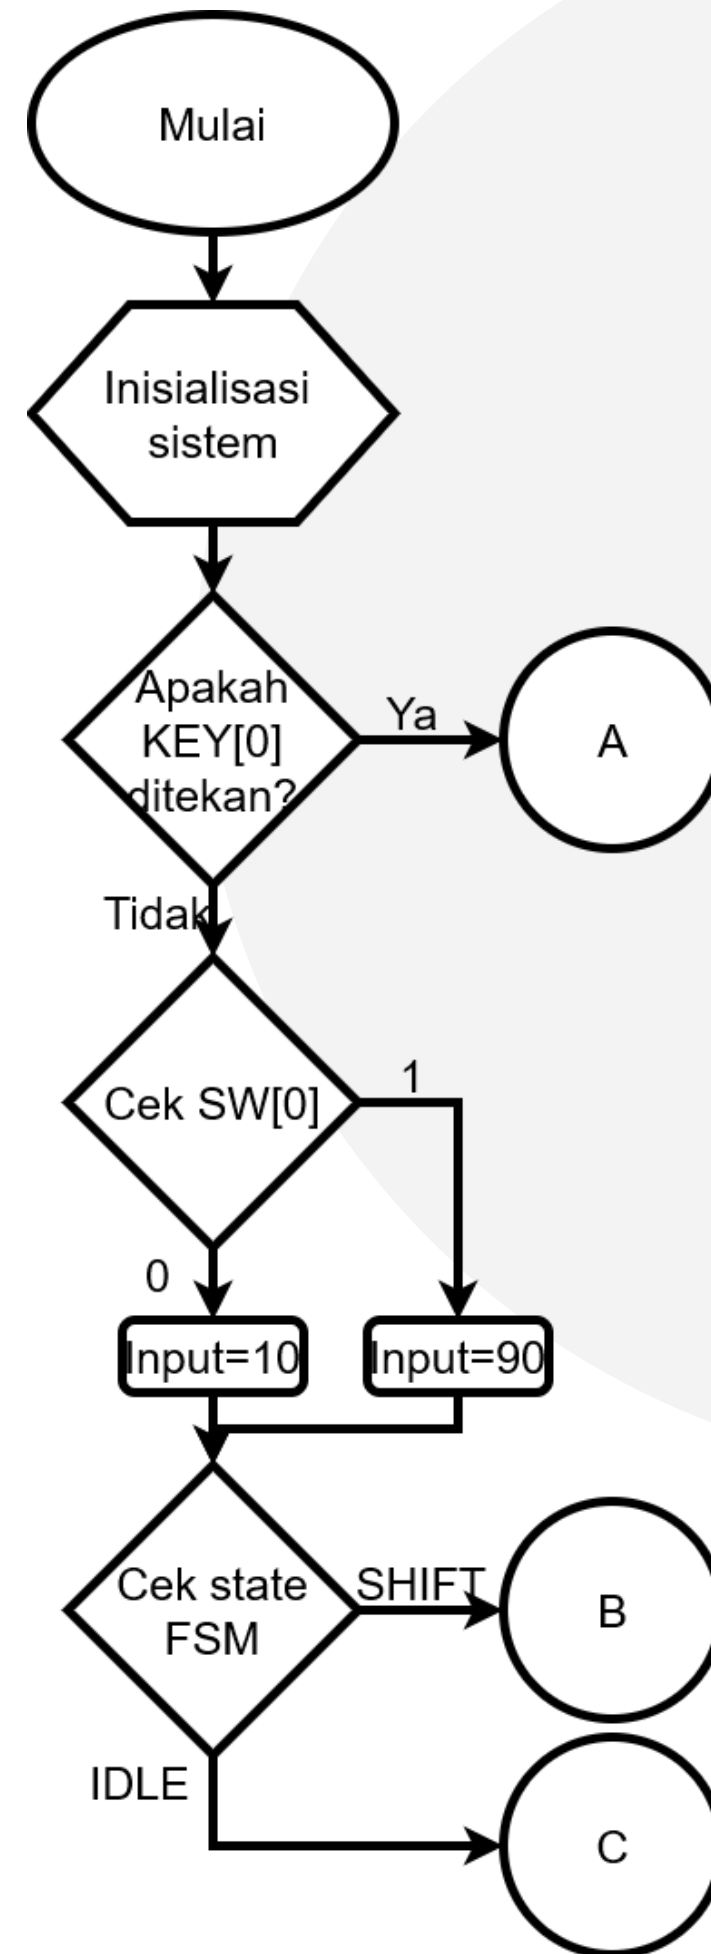 Mulai
Inisialisasi
sistem
Apakah
KEY[0]
ditekan?
Ya
A
Tidak
Cek SW[0]
1
0
Input=10
Input=90
Cek state
FSM
SHIFT
B
IDLE
C